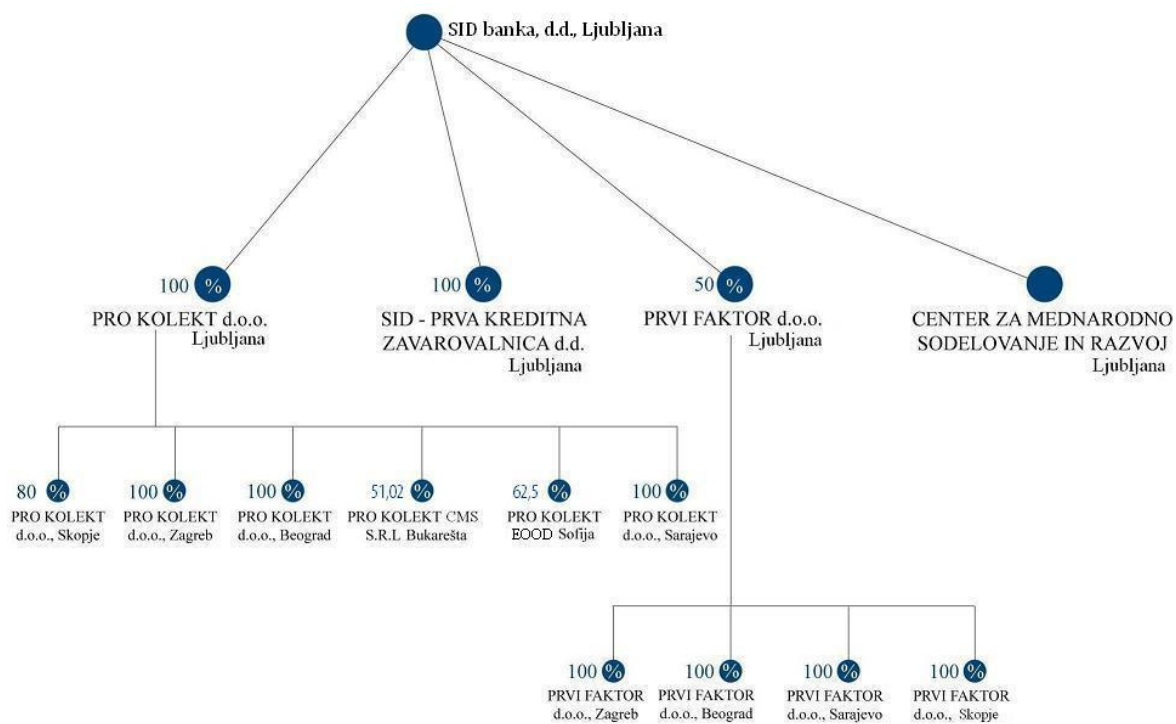 SID banka, d.d., Ljubljana
100 %
PRO KOLEKT d.o.o.
Ljubljana
100 %
SID - PRVA KREDITNA
ZAVAROVALNICA d.d.
Ljubljana
50 %
PRVI FAKTOR d.o.o.
Ljubljana
CENTER ZA MEDNARODNO
SODELOVANJE IN RAZVOJ
Ljubljana
80 %
PRO KOLEKT
d.o.o., Skopje
100 %
PRO KOLEKT
d.o.o., Zagreb
100 %
PRO KOLEKT
d.o.o., Beograd
51,02 %
PRO KOLEKT CMS
S.R.L Bukarešta
62,5 %
PRO KOLEKT
EOOD Sofija
100 %
PRO KOLEKT
d.o.o., Sarajevo
100 %
PRVI FAKTOR
d.o.o., Zagreb
100 %
PRVI FAKTOR
d.o.o., Beograd
100 %
PRVI FAKTOR
d.o.o., Sarajevo
100 %
PRVI FAKTOR
d.o.o., Skopje